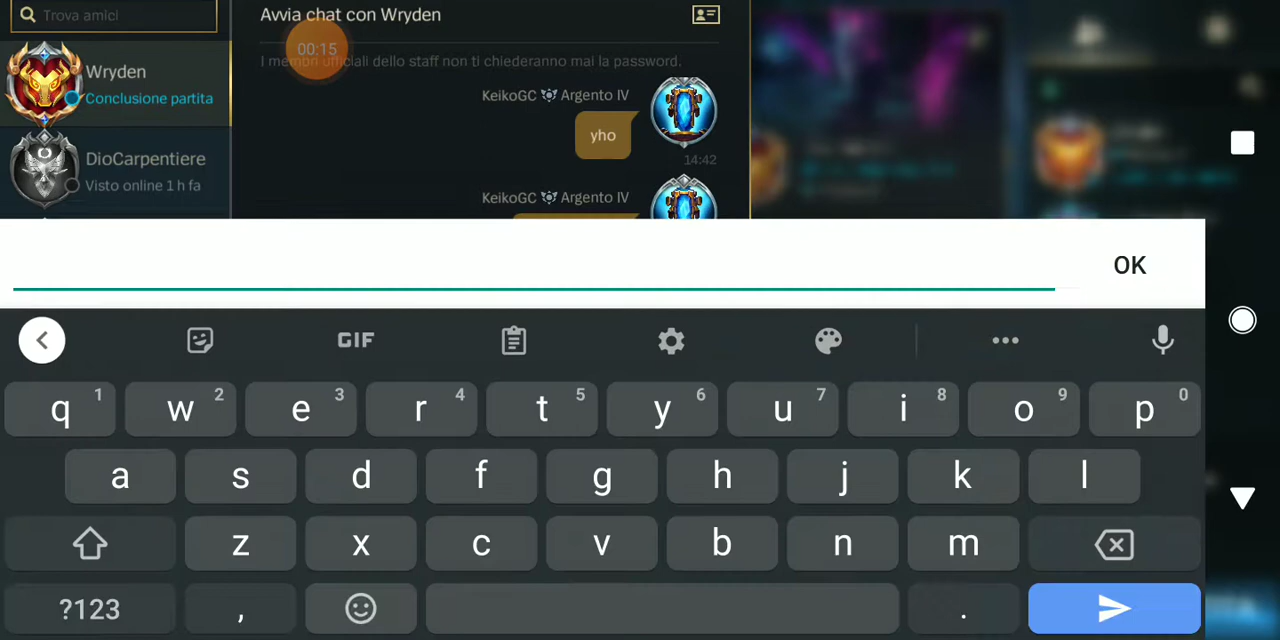 Trova amici
Wryden
Conclusione partita
DioCarpentiere
Visto online 1 h fa
Avvia chat con Wryden
00:15
I membri ufficiali dello staff non ti chiederanno mai la password.
KeikoGC Argento IV
yho
14:42
KeikoGC Argento IV
OK
GIF
q 1 w 2 e 3 r 4 t 5 y 6 u 7 i 8 o 9 p 0
a s d f g h j k l
z x c v b n m
?123 , .